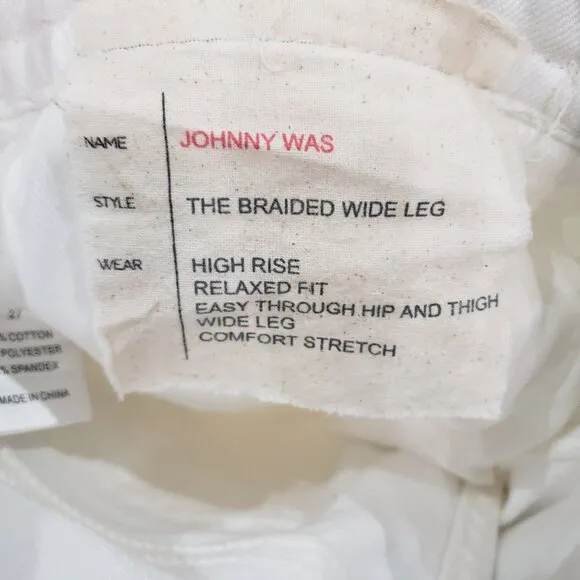 NAME JOHNNY WAS
STYLE THE BRAIDED WIDE LEG
WEAR HIGH RISE
RELAXED FIT
EASY THROUGH HIP AND THIGH
WIDE LEG
COMFORT STRETCH
% COTTON
POLYESTER
% SPANDEX
MADE IN CHINA